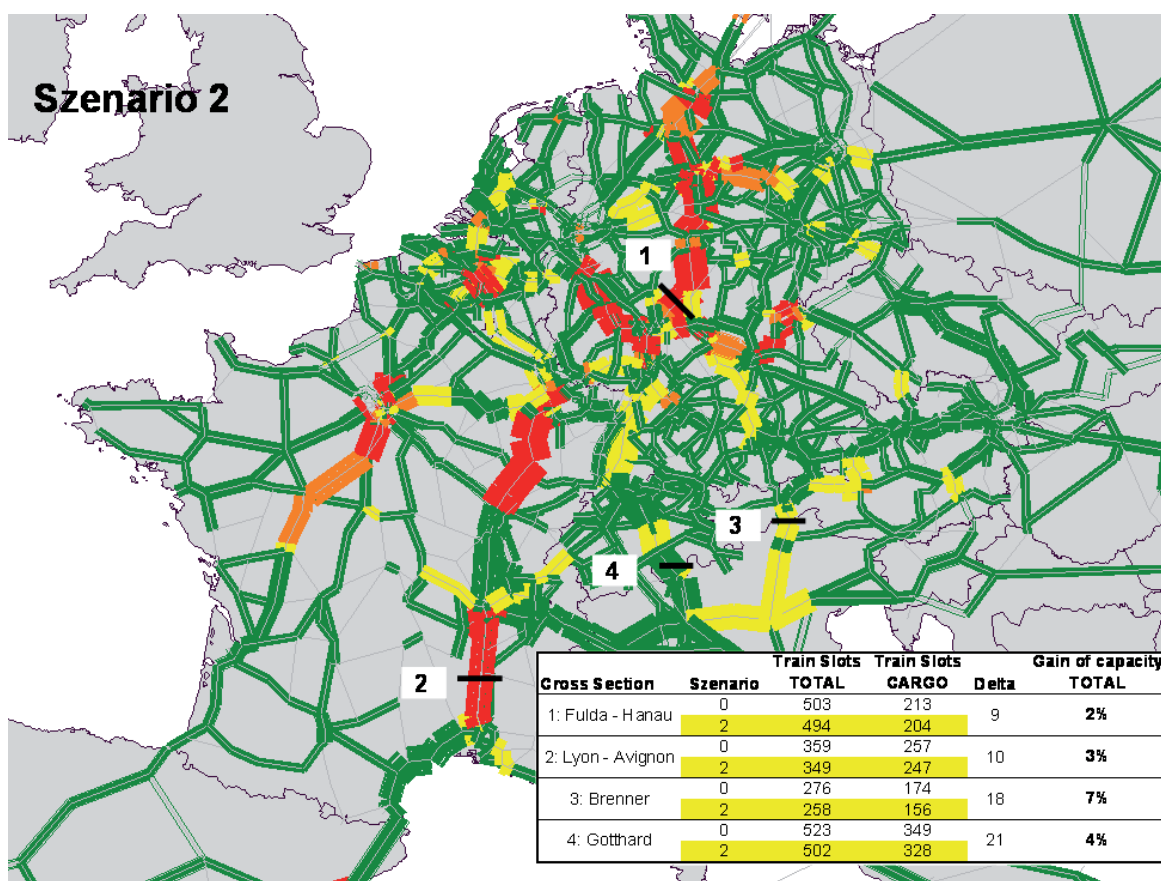 Szenario 2
1
3
4
2
Cross Section Szenario Train Slots TOTAL Train Slots CARGO Delta Gain of capacity TOTAL
1: Fulda - Hanau 0 503 213 9 2%
2 494 204
2: Lyon - Avignon 0 359 257 10 3%
2 349 247
3: Brenner 0 276 174 18 7%
2 258 156
4: Gotthard 0 523 349 21 4%
2 502 328